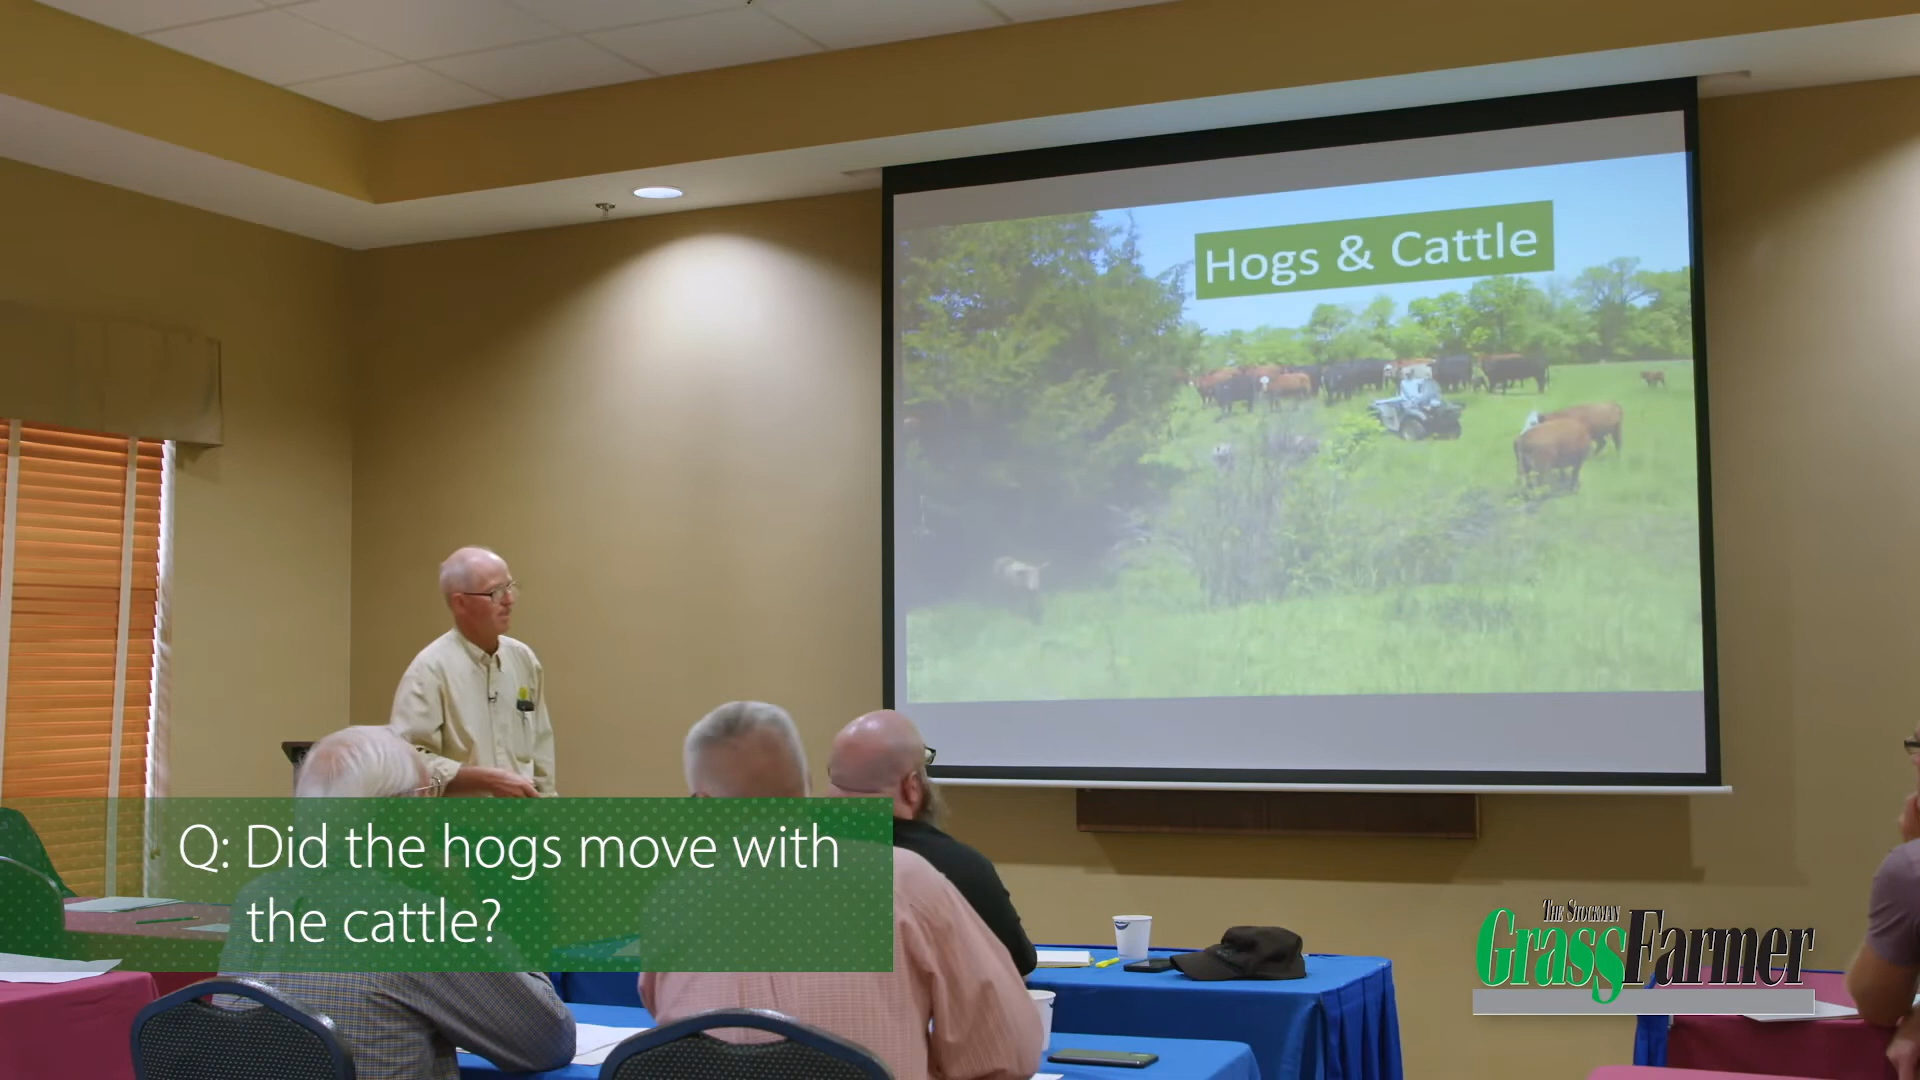 Hogs & Cattle
Q: Did the hogs move with
the cattle?
THE STOCKMAN
GrassFarmer